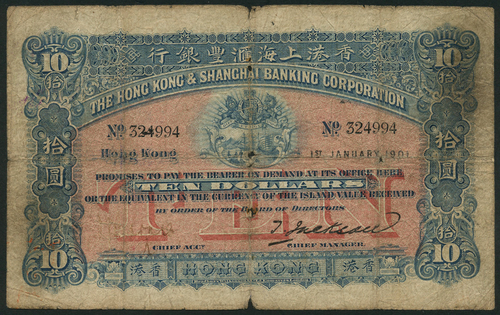 行銀豐滙海上港香
10 10
拾 拾
THE HONG KONG & SHANGHAI BANKING CORPORATION
No 324994 No 324994
Hong Kong 1st JANUARY, 1901
PROMISES TO PAY THE BEARER ON DEMAND AT ITS OFFICE HERE
拾圓 TEN DOLLARS 拾圓
TEN
OR THE EQUIVALENT IN THE CURRENCY OF THE ISLAND VALUE RECEIVED
BY ORDER OF THE BOARD OF DIRECTORS
T. Jackson
CHIEF ACCT CHIEF MANAGER.
拾 拾
10 10
港香 HONG KONG 港香